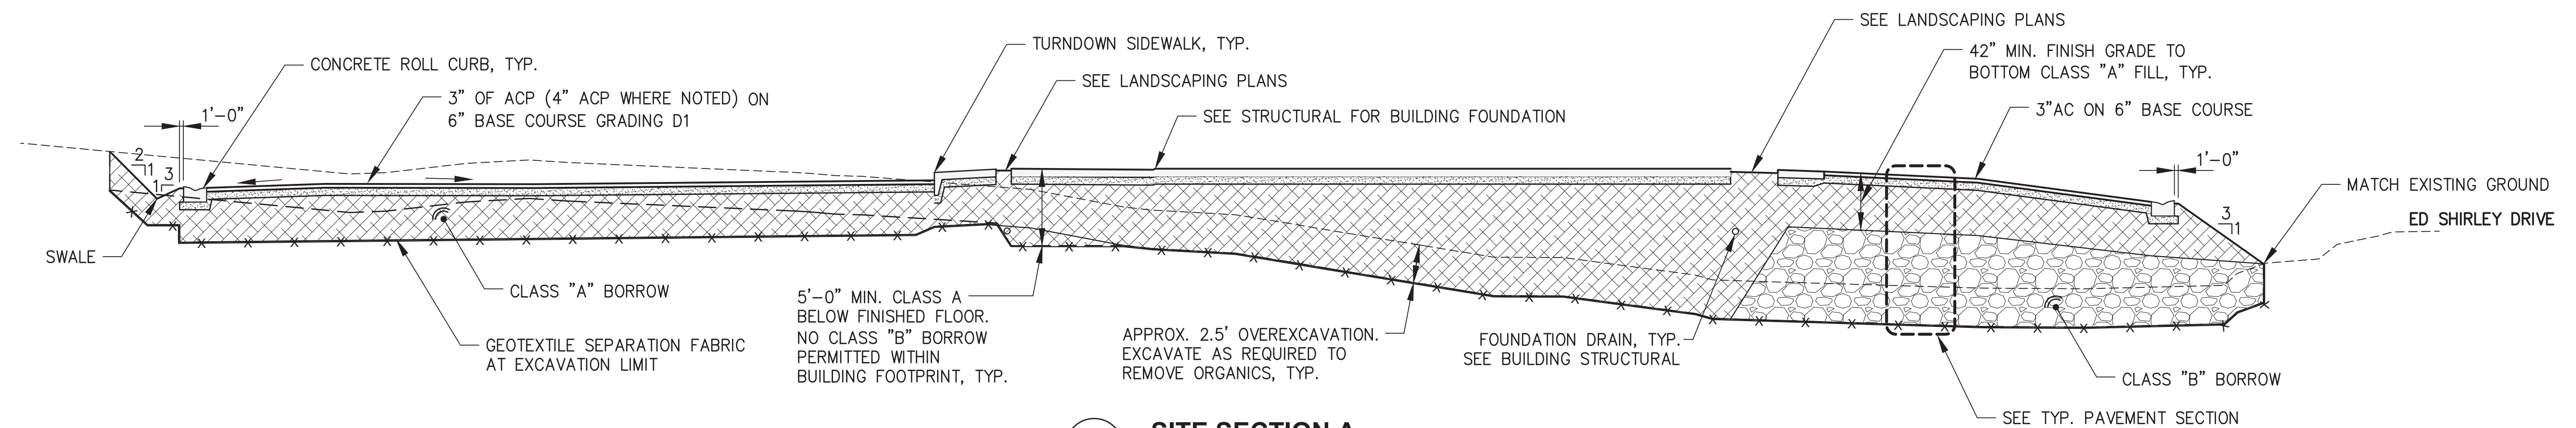 SEE LANDSCAPING PLANS
TURNDOWN SIDEWALK, TYP.
42" MIN. FINISH GRADE TO
BOTTOM CLASS "A" FILL, TYP.
CONCRETE ROLL CURB, TYP.
SEE LANDSCAPING PLANS
3" OF ACP (4" ACP WHERE NOTED) ON
6" BASE COURSE GRADING D1
1'-0"
SEE STRUCTURAL FOR BUILDING FOUNDATION
3"AC ON 6" BASE COURSE
1'-0"
2
1
3
1
MATCH EXISTING GROUND
3
1
ED SHIRLEY DRIVE
SWALE
CLASS "A" BORROW
5'-0" MIN. CLASS A
BELOW FINISHED FLOOR.
NO CLASS "B" BORROW
PERMITTED WITHIN
BUILDING FOOTPRINT, TYP.
GEOTEXTILE SEPARATION FABRIC
AT EXCAVATION LIMIT
APPROX. 2.5' OVEREXCAVATION.
EXCAVATE AS REQUIRED TO
REMOVE ORGANICS, TYP.
FOUNDATION DRAIN, TYP.
SEE BUILDING STRUCTURAL
CLASS "B" BORROW
SEE TYP. PAVEMENT SECTION
SITE SECTION A